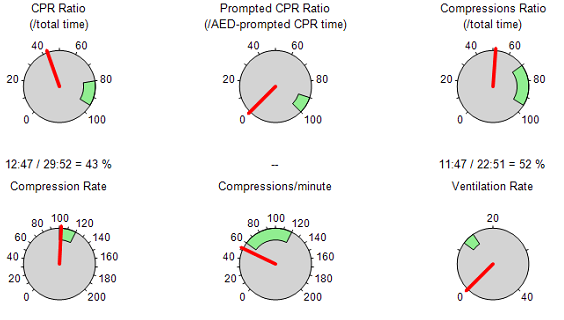 CPR Ratio
(/total time)
Prompted CPR Ratio
(/AED-prompted CPR time)
Compressions Ratio
(/total time)
40 60
20 80
0 100
40 60
20 80
0 100
40 60
20 80
0 100
12:47 / 29:52 = 43 %
--
11:47 / 22:51 = 52 %
Compression Rate
Compressions/minute
Ventilation Rate
80 100 120
60 140
40 160
20 180
0 200
80 100 120
60 140
40 160
20 180
0 200
20
0 40